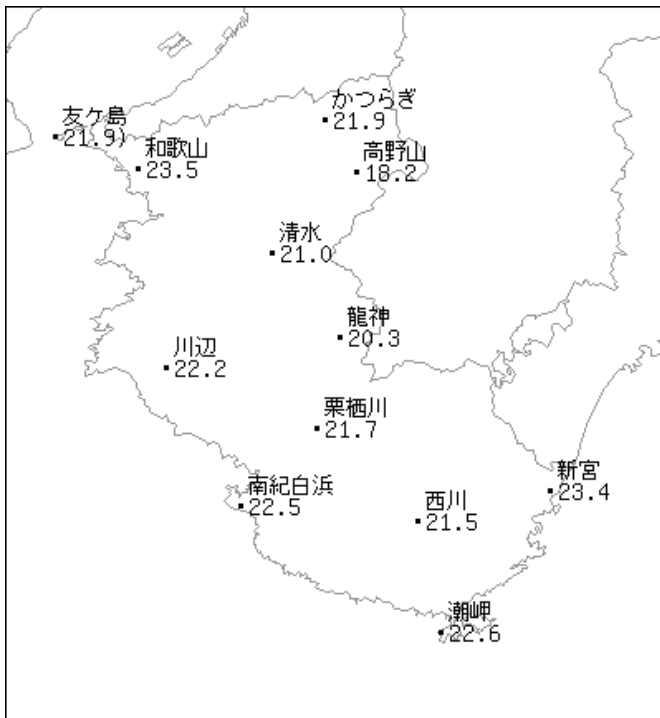 かつらぎ
21.9
友ケ島
21.9)
和歌山
23.5
高野山
18.2
清水
21.0
龍神
20.3
川辺
22.2
栗栖川
21.7
新宮
23.4
南紀白浜
22.5
西川
21.5
潮岬
22.6